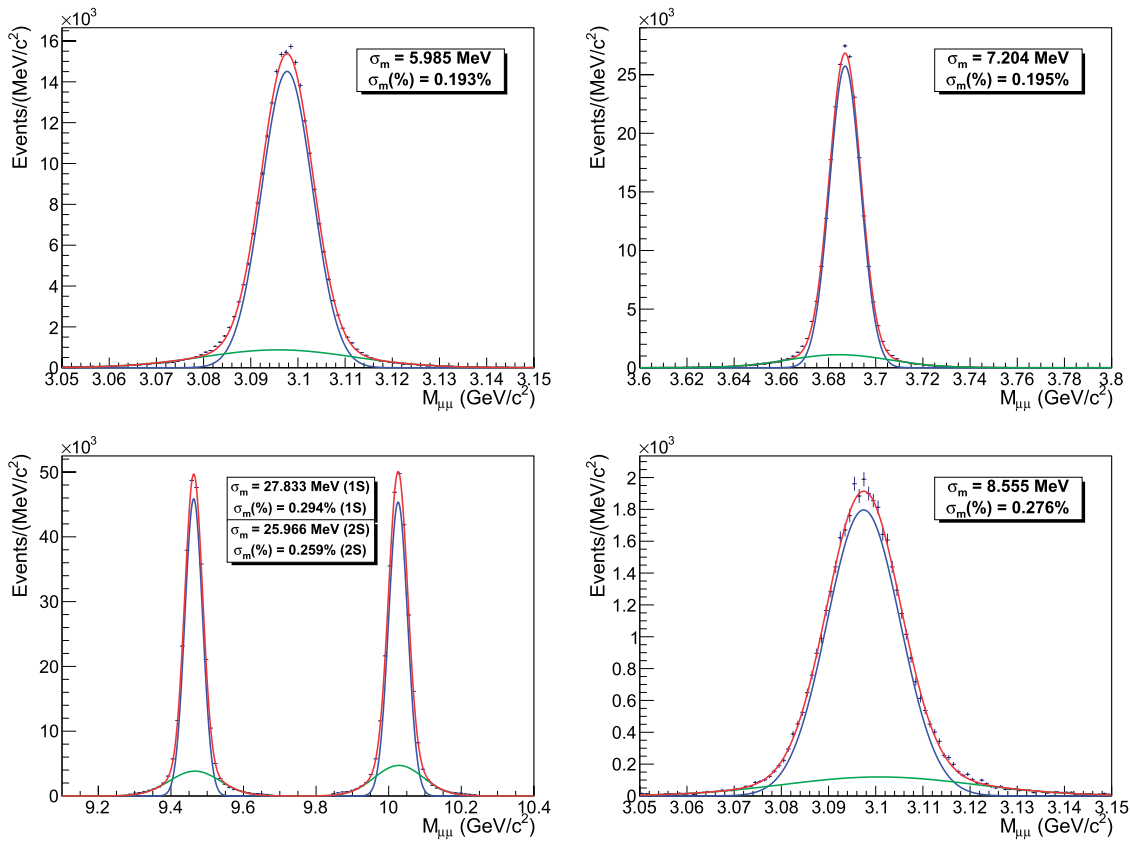 ×10³
Events/(MeV/c²)
16
14
12
10
8
6
4
2
0
σm = 5.985 MeV
σm(%) = 0.193%
3.05 3.06 3.07 3.08 3.09 3.1 3.11 3.12 3.13 3.14 3.15
Mμμ (GeV/c²)
×10³
Events/(MeV/c²)
25
20
15
10
5
0
σm = 7.204 MeV
σm(%) = 0.195%
3.6 3.62 3.64 3.66 3.68 3.7 3.72 3.74 3.76 3.78 3.8
Mμμ (GeV/c²)
×10³
Events/(MeV/c²)
50
40
30
20
10
0
σm = 27.833 MeV (1S)
σm(%) = 0.294% (1S)
σm = 25.966 MeV (2S)
σm(%) = 0.259% (2S)
9.2 9.4 9.6 9.8 10 10.2 10.4
Mμμ (GeV/c²)
×10³
Events/(MeV/c²)
2
1.8
1.6
1.4
1.2
1
0.8
0.6
0.4
0.2
0
σm = 8.555 MeV
σm(%) = 0.276%
3.05 3.06 3.07 3.08 3.09 3.1 3.11 3.12 3.13 3.14 3.15
Mμμ (GeV/c²)